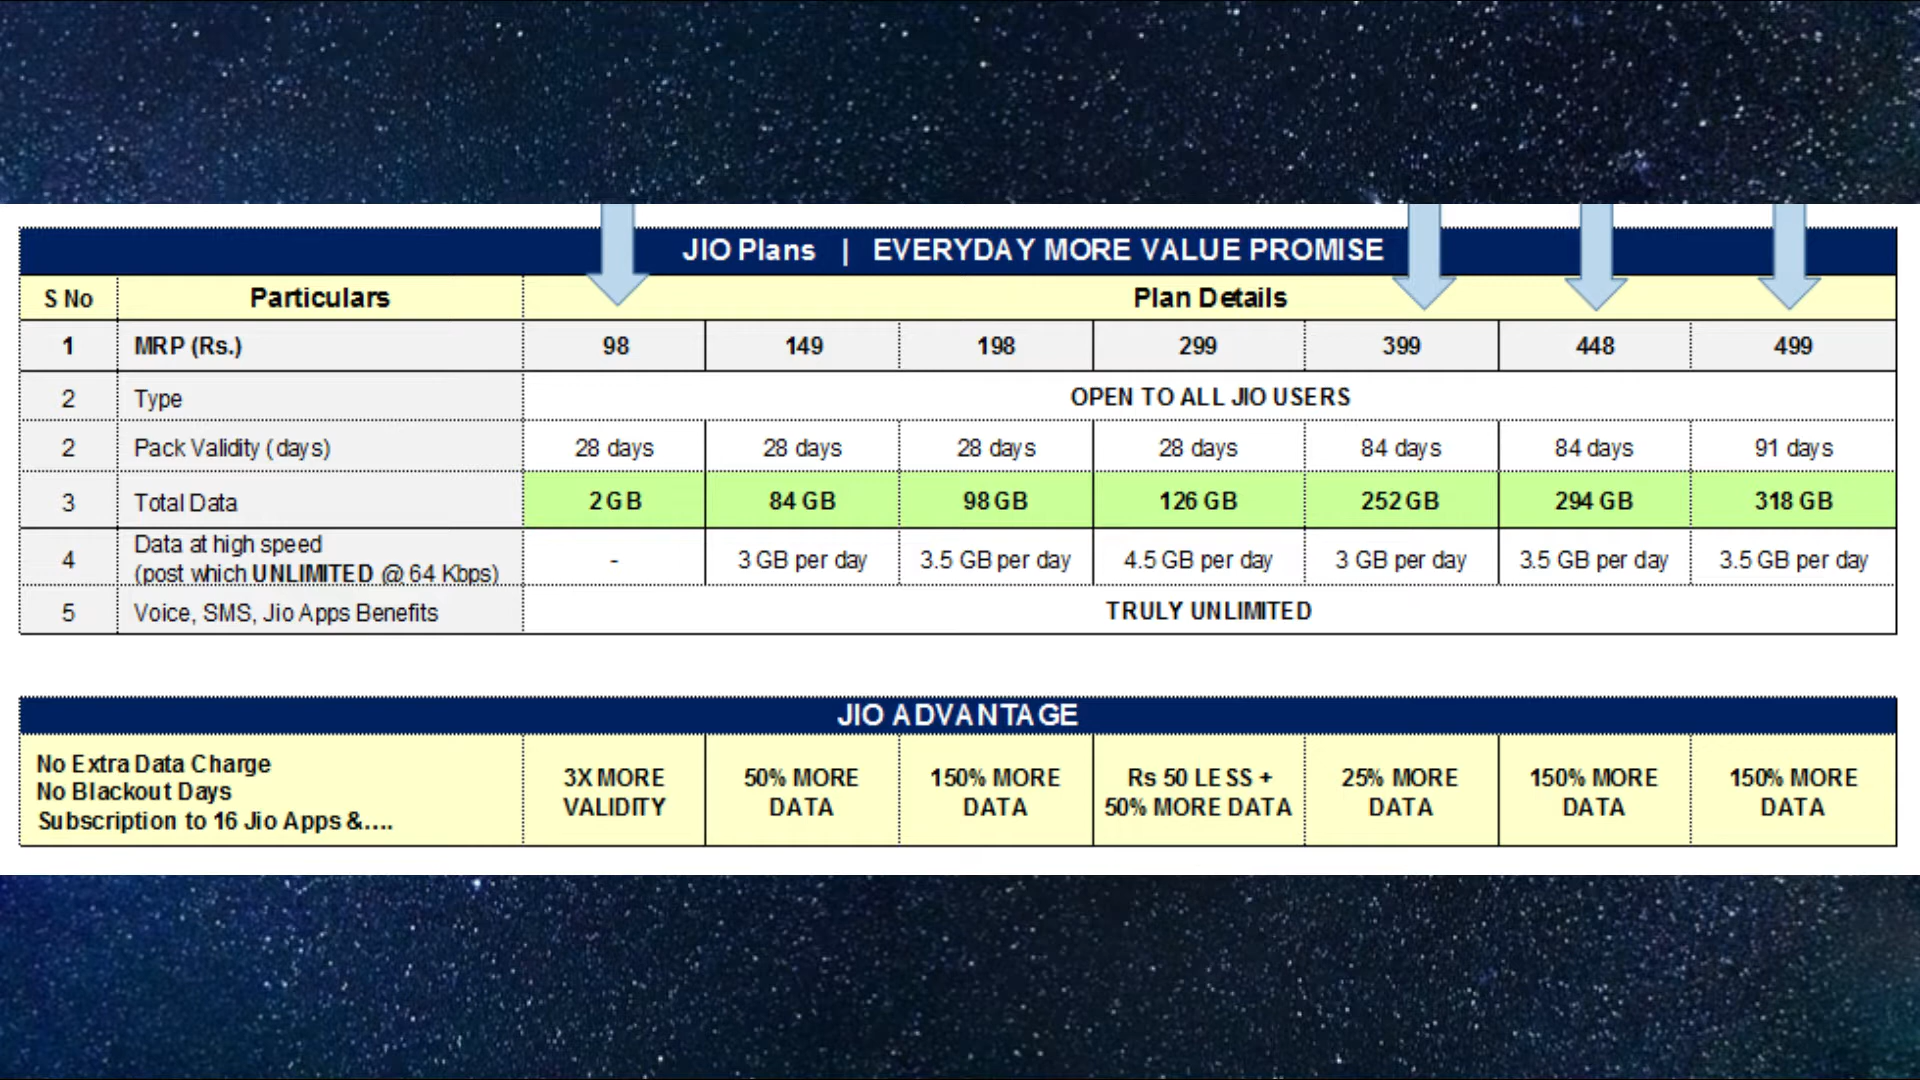 JIO Plans | EVERYDAY MORE VALUE PROMISE
S No Particulars Plan Details
1 MRP (Rs.) 98 149 198 299 399 448 499
2 Type OPEN TO ALL JIO USERS
2 Pack Validity (days) 28 days 28 days 28 days 28 days 84 days 84 days 91 days
3 Total Data 2 GB 84 GB 98 GB 126 GB 252 GB 294 GB 318 GB
4 Data at high speed
(post which UNLIMITED @ 64 Kbps) - 3 GB per day 3.5 GB per day 4.5 GB per day 3 GB per day 3.5 GB per day 3.5 GB per day
5 Voice, SMS, Jio Apps Benefits TRULY UNLIMITED
JIO ADVANTAGE
No Extra Data Charge
No Blackout Days
Subscription to 16 Jio Apps &....
3X MORE
VALIDITY
50% MORE
DATA
150% MORE
DATA
Rs 50 LESS +
50% MORE DATA
25% MORE
DATA
150% MORE
DATA
150% MORE
DATA